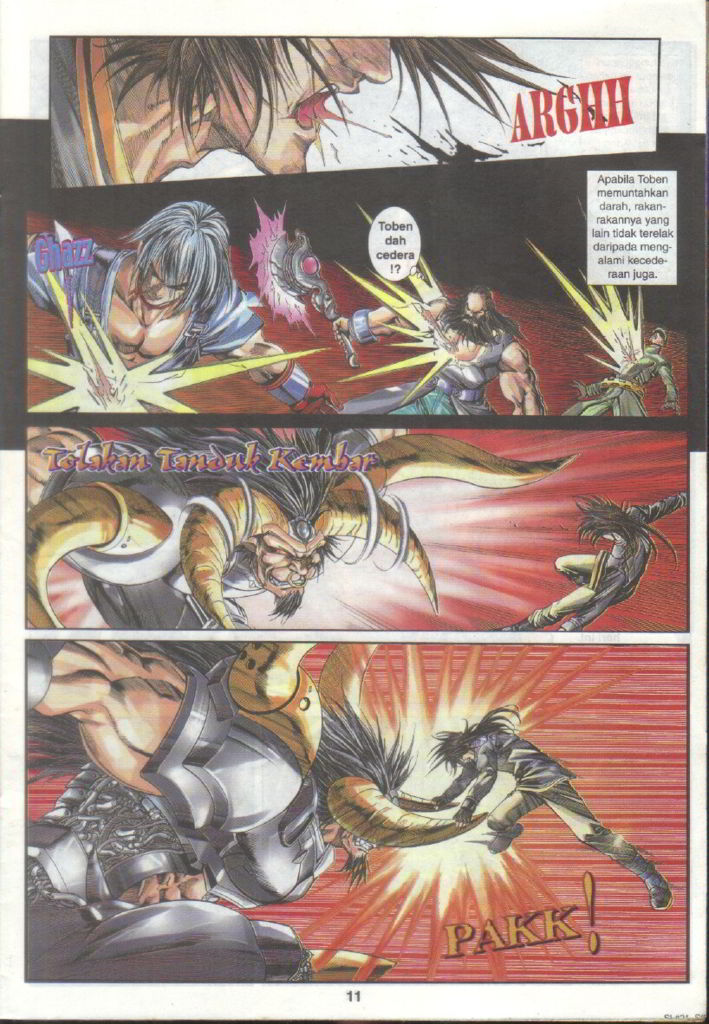 ARGHH
Apabila Toben
memuntahkan
darah, rakan-
rakannya yang
lain tidak terelak
daripada meng-
alami kecede-
raan juga.
Ghazz
Toben
dah
cedera
!?
Tolakan Tanduk Kembar
PAKK!
11